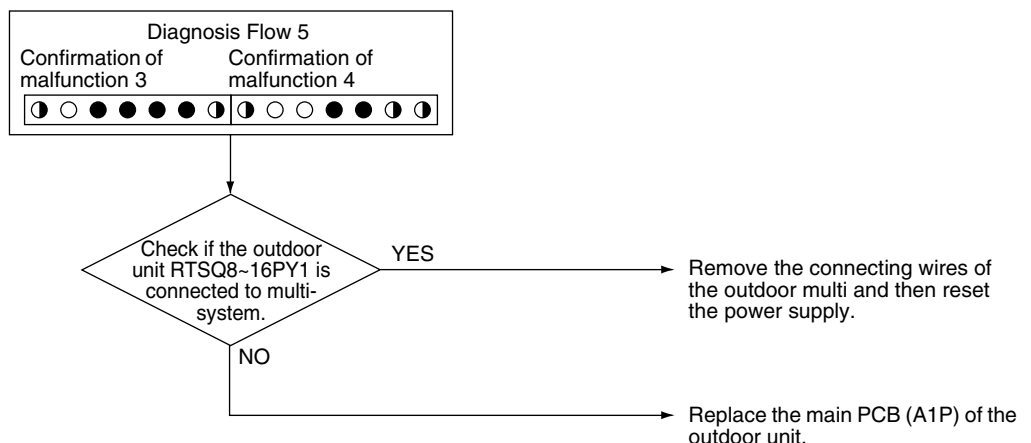 Diagnosis Flow 5
Confirmation of
malfunction 3
Confirmation of
malfunction 4
Check if the outdoor
unit RTSQ8~16PY1 is
connected to multi-
system.
YES
Remove the connecting wires of
the outdoor multi and then reset
the power supply.
NO
Replace the main PCB (A1P) of the
outdoor unit.